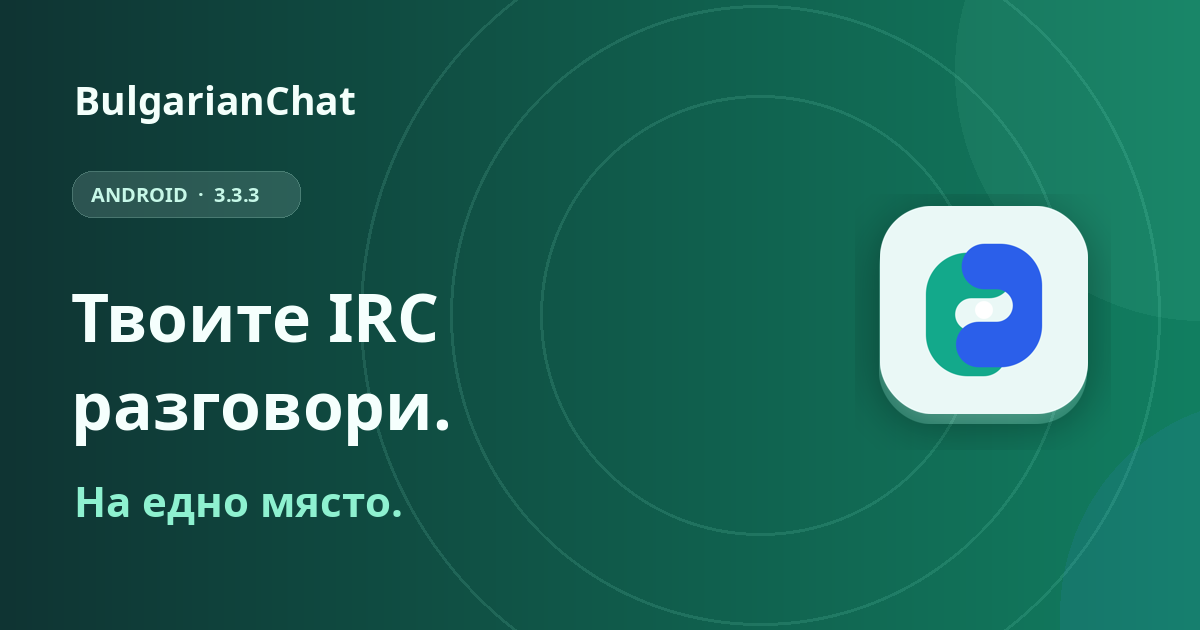 BulgarianChat
ANDROID · 3.3.3
Твоите IRC
разговори.
На едно място.